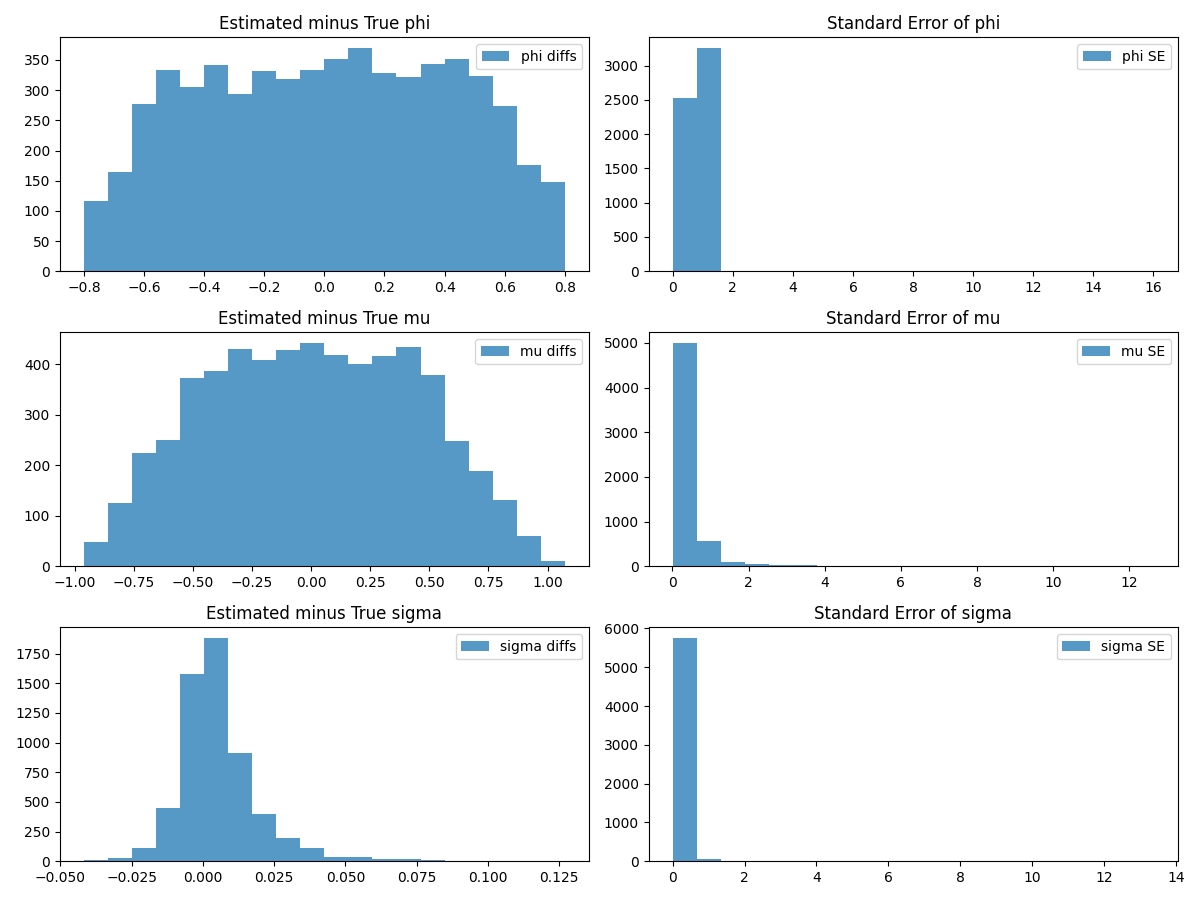 Estimated minus True phi
phi diffs
350
300
250
200
150
100
50
0
−0.8 −0.6 −0.4 −0.2 0.0 0.2 0.4 0.6 0.8
Standard Error of phi
phi SE
3000
2500
2000
1500
1000
500
0
0 2 4 6 8 10 12 14 16
Estimated minus True mu
mu diffs
400
300
200
100
0
−1.00 −0.75 −0.50 −0.25 0.00 0.25 0.50 0.75 1.00
Standard Error of mu
mu SE
5000
4000
3000
2000
1000
0
0 2 4 6 8 10 12
Estimated minus True sigma
sigma diffs
1750
1500
1250
1000
750
500
250
0
−0.050 −0.025 0.000 0.025 0.050 0.075 0.100 0.125
Standard Error of sigma
sigma SE
6000
5000
4000
3000
2000
1000
0
0 2 4 6 8 10 12 14